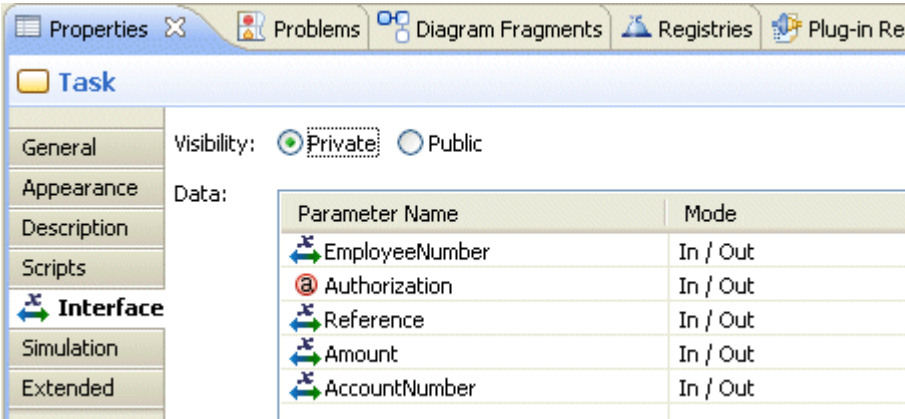 Properties Problems Diagram Fragments Registries Plug-in Re
Task
General
Appearance
Description
Scripts
Interface
Simulation
Extended
Visibility: Private Public
Data:
Parameter Name Mode
EmployeeNumber In / Out
@ Authorization In / Out
Reference In / Out
Amount In / Out
AccountNumber In / Out